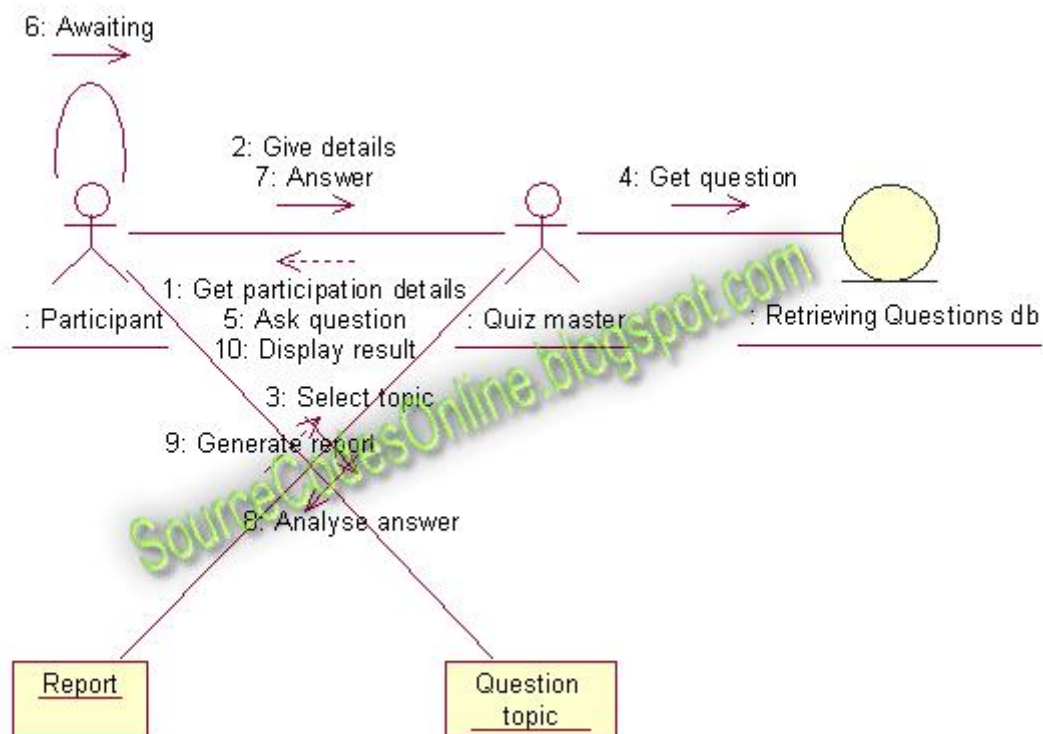 6: Awaiting
2: Give details
7: Answer
4: Get question
1: Get participation details
5: Ask question
10: Display result
: Participant
: Quiz master
: Retrieving Questions db
3: Select topic
9: Generate report
8: Analyse answer
SourceCodesOnline.blogspot.com
Report
Question
topic